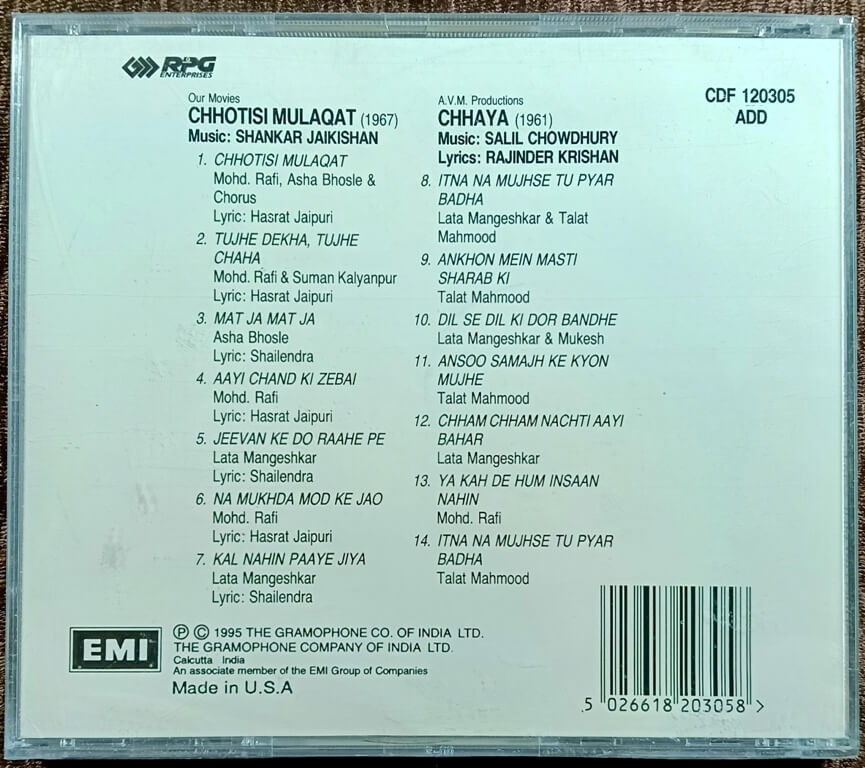 RPG
ENTERPRISES
Our Movies
CHHOTISI MULAQAT (1967)
Music: SHANKAR JAIKISHAN
1. CHHOTISI MULAQAT
Mohd. Rafi, Asha Bhosle &
Chorus
Lyric: Hasrat Jaipuri
2. TUJHE DEKHA, TUJHE
CHAHA
Mohd. Rafi & Suman Kalyanpur
Lyric: Hasrat Jaipuri
3. MAT JA MAT JA
Asha Bhosle
Lyric: Shailendra
4. AAYI CHAND KI ZEBAI
Mohd. Rafi
Lyric: Hasrat Jaipuri
5. JEEVAN KE DO RAAHE PE
Lata Mangeshkar
Lyric: Shailendra
6. NA MUKHDA MOD KE JAO
Mohd. Rafi
Lyric: Hasrat Jaipuri
7. KAL NAHIN PAAYE JIYA
Lata Mangeshkar
Lyric: Shailendra
A.V.M. Productions
CHHAYA (1961)
Music: SALIL CHOWDHURY
Lyrics: RAJINDER KRISHAN
8. ITNA NA MUJHSE TU PYAR
BADHA
Lata Mangeshkar & Talat
Mahmood
9. ANKHON MEIN MASTI
SHARAB KI
Talat Mahmood
10. DIL SE DIL KI DOR BANDHE
Lata Mangeshkar & Mukesh
11. ANSOO SAMAJH KE KYON
MUJHE
Talat Mahmood
12. CHHAM CHHAM NACHTI AAYI
BAHAR
Lata Mangeshkar
13. YA KAH DE HUM INSAAN
NAHIN
Mohd. Rafi
14. ITNA NA MUJHSE TU PYAR
BADHA
Talat Mahmood
CDF 120305
ADD
EMI
Ⓟ © 1995 THE GRAMOPHONE CO. OF INDIA LTD.
THE GRAMOPHONE COMPANY OF INDIA LTD.
Calcutta India
An associate member of the EMI Group of Companies
Made in U.S.A
5 026618 203058 >